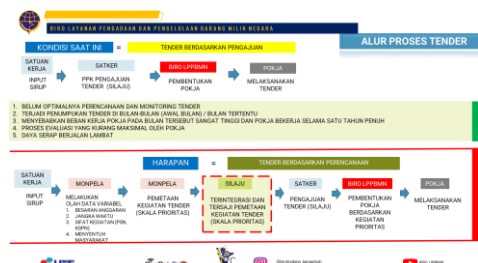 BIRO LAYANAN PENGADAAN DAN PENGELOLAAN BARANG MILIK NEGARA
ALUR PROSES TENDER
KONDISI SAAT INI = TENDER BERDASARKAN PENGAJUAN
SATUAN KERJA
SATKER
BIRO LPPBMN
POKJA
INPUT SIRUP
PPK PENGAJUAN TENDER (SILAJU)
PEMBENTUKAN POKJA
MELAKSANAKAN TENDER
1. BELUM OPTIMALNYA PERENCANAAN DAN MONITORING TENDER
2. TERJADI PENUMPUKAN TENDER DI BULAN-BULAN (AWAL BULAN) / BULAN TERTENTU
3. MENYEBABKAN BEBAN KERJA POKJA PADA BULAN TERSEBUT SANGAT TINGGI DAN POKJA BEKERJA SELAMA SATU TAHUN PENUH
4. PROSES EVALUASI YANG KURANG MAKSIMAL OLEH POKJA
5. DAYA SERAP BERJALAN LAMBAT
HARAPAN = TENDER BERDASARKAN PERENCANAAN
SATUAN KERJA
MONPELA
MONPELA
SILAJU
SATKER
BIRO LPPBMN
POKJA
INPUT SIRUP
MELAKUKAN OLAH DATA VARIABEL
1. BESARAN ANGGARAN
2. JANGKA WAKTU
3. SIFAT KEGIATAN (PBN, KSPN)
4. MENYENTUH MASYARAKAT
PEMETAAN KEGIATAN TENDER (SKALA PRIORITAS)
TERINTEGRASI DAN TERSAJI PEMETAAN KEGIATAN TENDER (SKALA PRIORITAS)
PENGAJUAN TENDER (SILAJU)
PEMBENTUKAN POKJA BERDASARKAN KEGIATAN PRIORITAS
MELAKSANAKAN TENDER